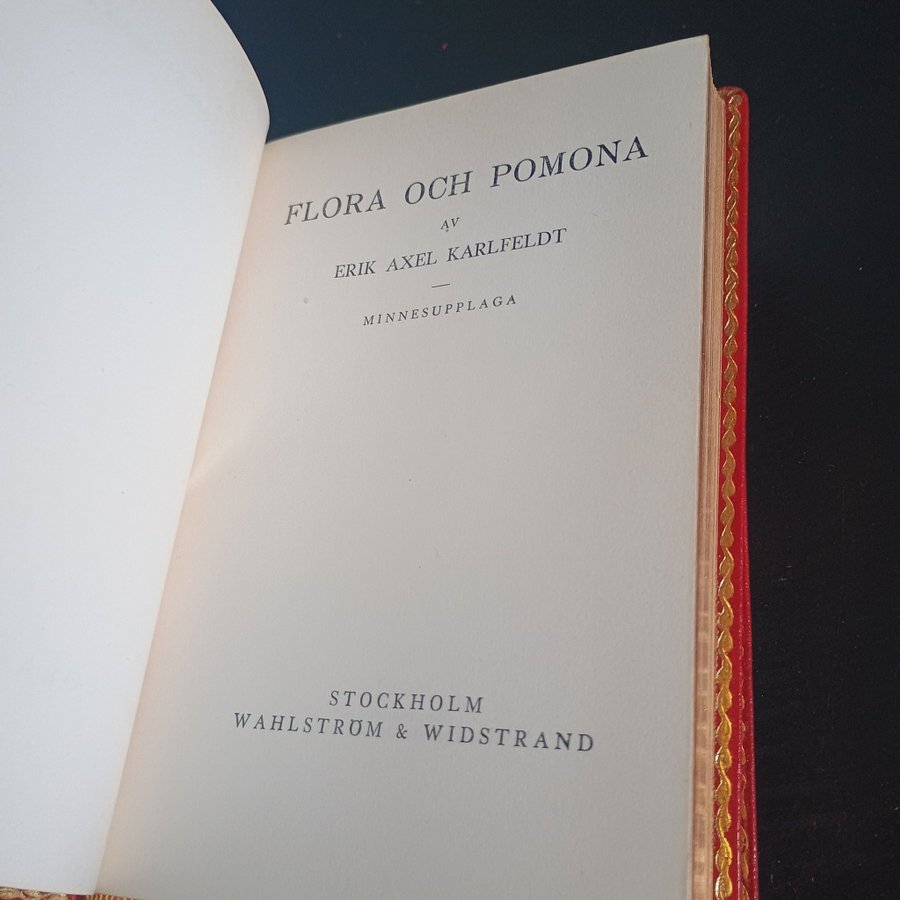 FLORA OCH POMONA
AV
ERIK AXEL KARLFELDT
—
MINNESUPPLAGA
STOCKHOLM
WAHLSTRÖM & WIDSTRAND